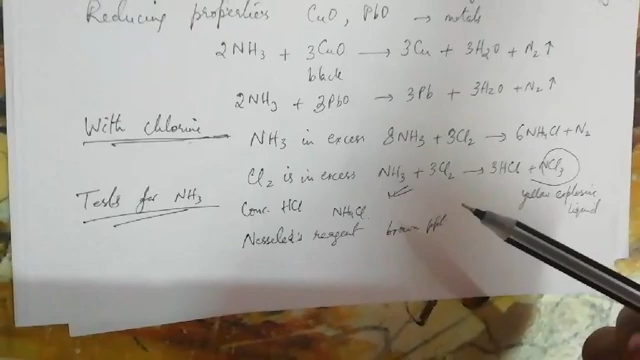 Reducing properties CuO, PbO → metals
2NH3 + 3CuO → 3Cu + 3H2O + N2↑
black
2NH3 + 3PbO → 3Pb + 3H2O + N2↑
With chlorine NH3 in excess 8NH3 + 3Cl2 → 6NH4Cl + N2
Cl2 is in excess NH3 + 3Cl2 → 3HCl + NCl3
yellow explosive
liquid
Tests for NH3
Conc. HCl NH4Cl
Nessler's reagent brown ppt